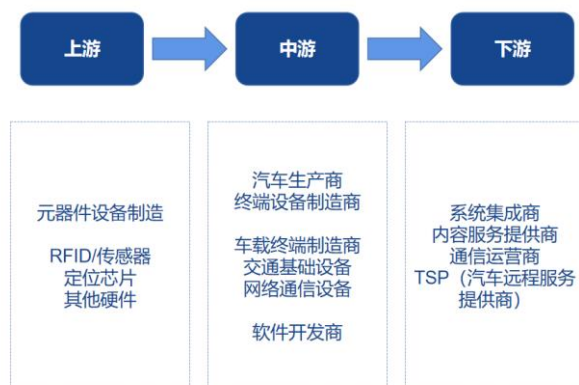 上游
中游
下游
元器件设备制造
RFID/传感器
定位芯片
其他硬件
汽车生产商
终端设备制造商
车载终端制造商
交通基础设备
网络通信设备
软件开发商
系统集成商
内容服务提供商
通信运营商
TSP（汽车远程服务
提供商）